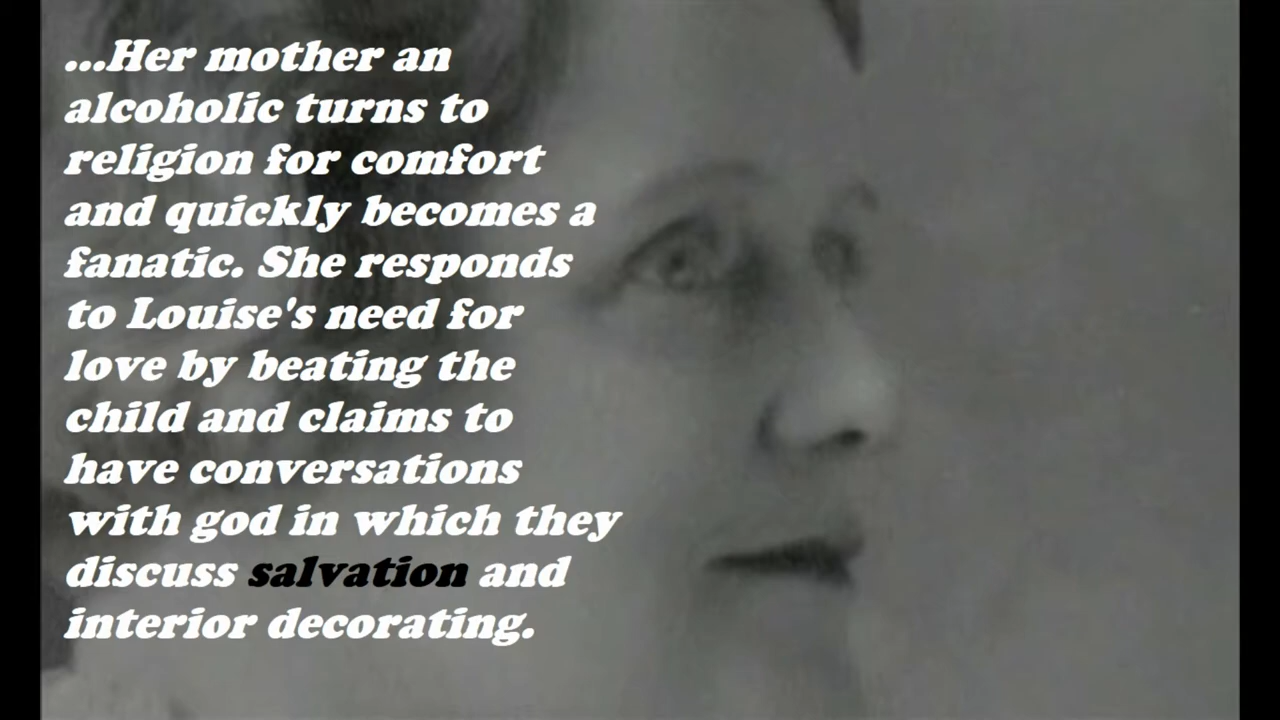 ...Her mother an
alcoholic turns to
religion for comfort
and quickly becomes a
fanatic. She responds
to Louise's need for
love by beating the
child and claims to
have conversations
with god in which they
discuss salvation and
interior decorating.